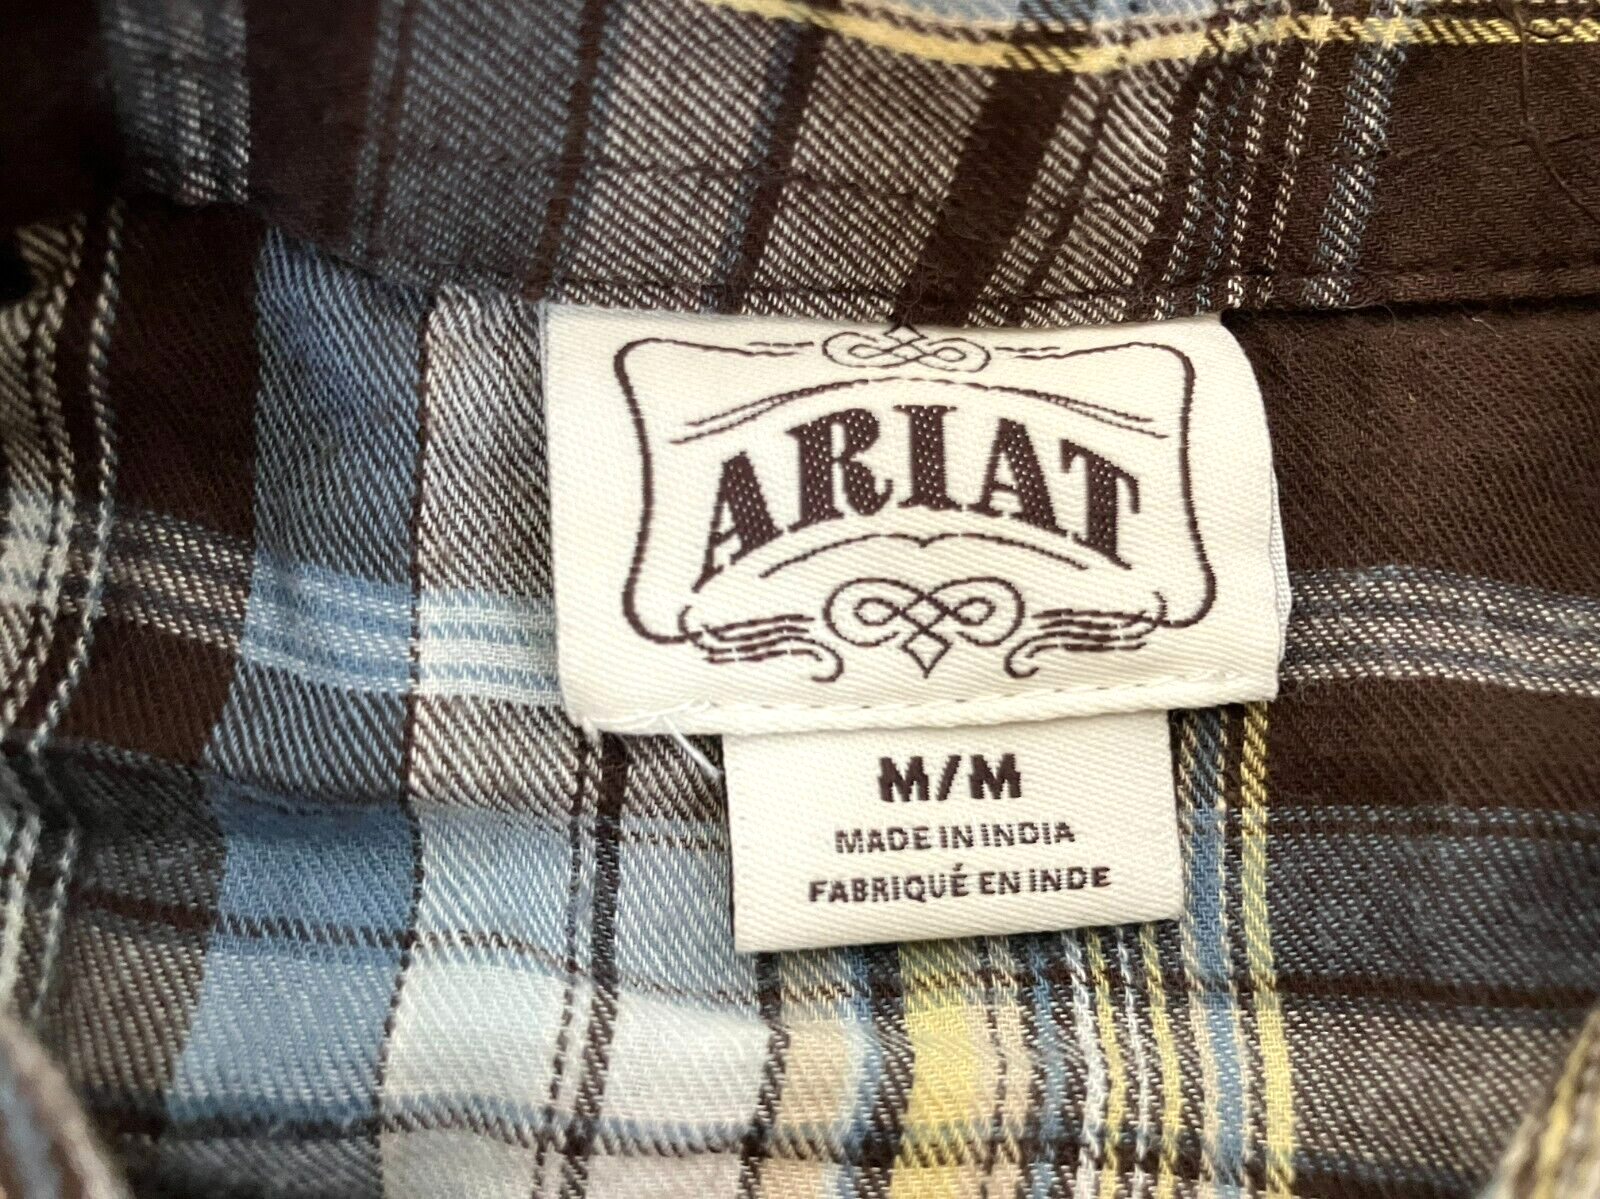 ARIAT
M/M
MADE IN INDIA
FABRIQUÉ EN INDE